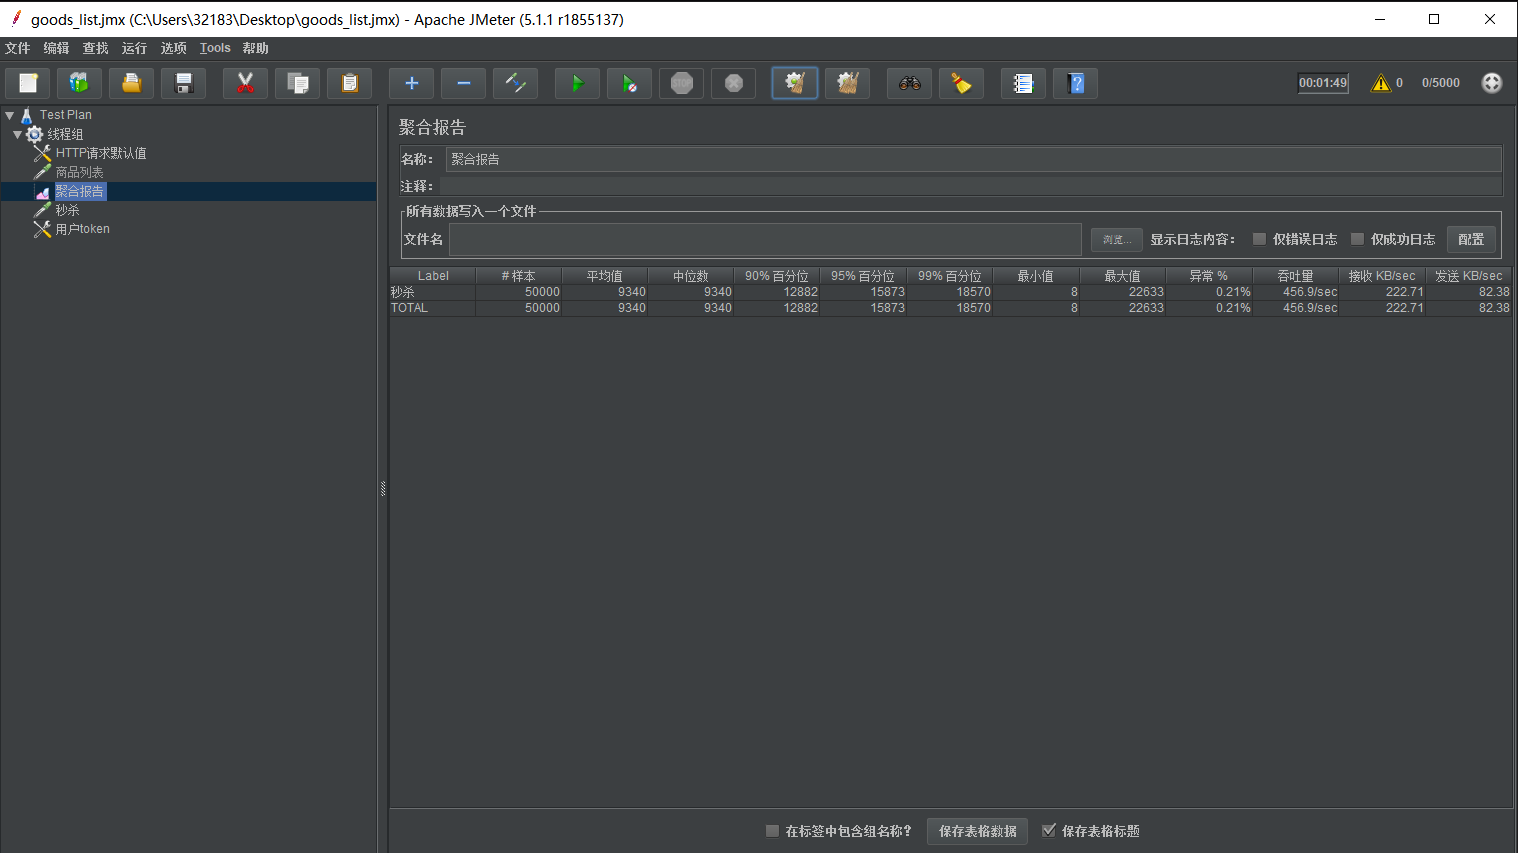 goods_list.jmx (C:\Users\32183\Desktop\goods_list.jmx) - Apache JMeter (5.1.1 r1855137)
文件 编辑 查找 运行 选项 Tools 帮助
STOP 00:01:49 0 0/5000
Test Plan
线程组
HTTP请求默认值
商品列表
聚合报告
秒杀
用户token
聚合报告
名称： 聚合报告
注释：
所有数据写入一个文件
文件名 浏览... 显示日志内容： 仅错误日志 仅成功日志 配置
Label # 样本 平均值 中位数 90% 百分位 95% 百分位 99% 百分位 最小值 最大值 异常 % 吞吐量 接收 KB/sec 发送 KB/sec
秒杀 50000 9340 9340 12882 15873 18570 8 22633 0.21% 456.9/sec 222.71 82.38
TOTAL 50000 9340 9340 12882 15873 18570 8 22633 0.21% 456.9/sec 222.71 82.38
在标签中包含组名称？ 保存表格数据 保存表格标题